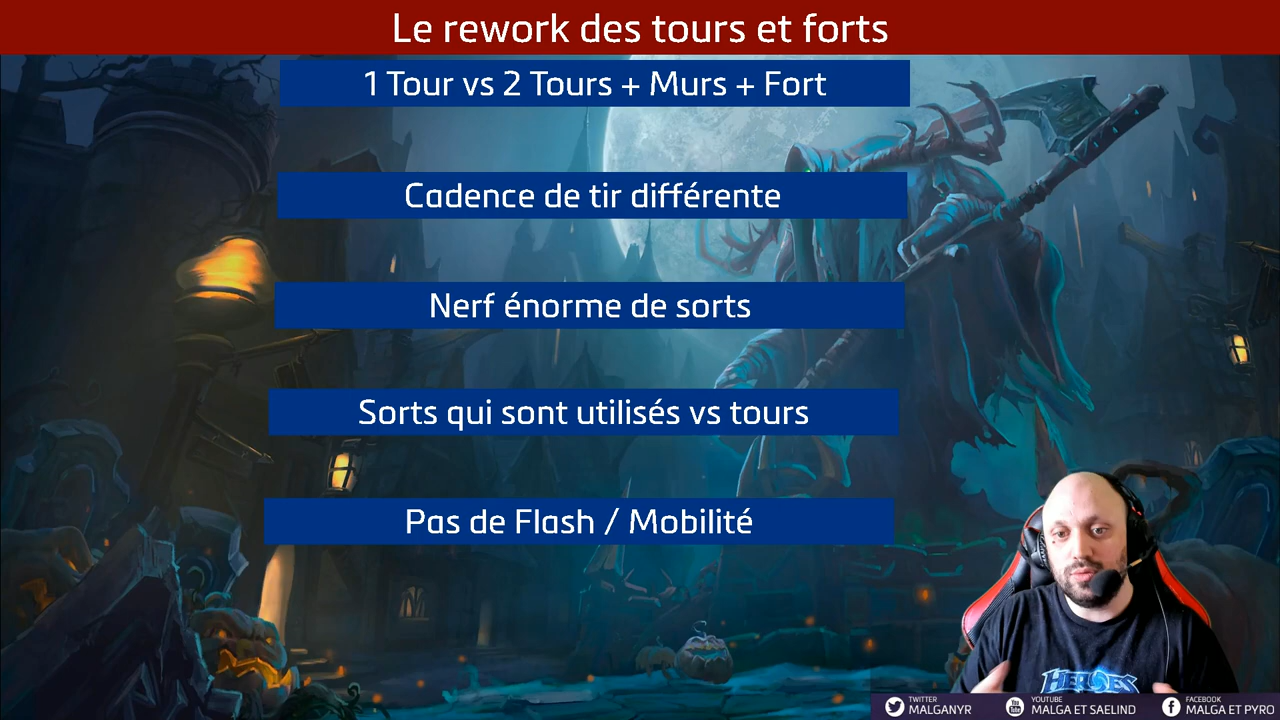 Le rework des tours et forts
1 Tour vs 2 Tours + Murs + Fort
Cadence de tir différente
Nerf énorme de sorts
Sorts qui sont utilisés vs tours
Pas de Flash / Mobilité
HEROES
TWITTER
MALGANYR
YOUTUBE
MALGA ET SAELIND
FACEBOOK
MALGA ET PYRO